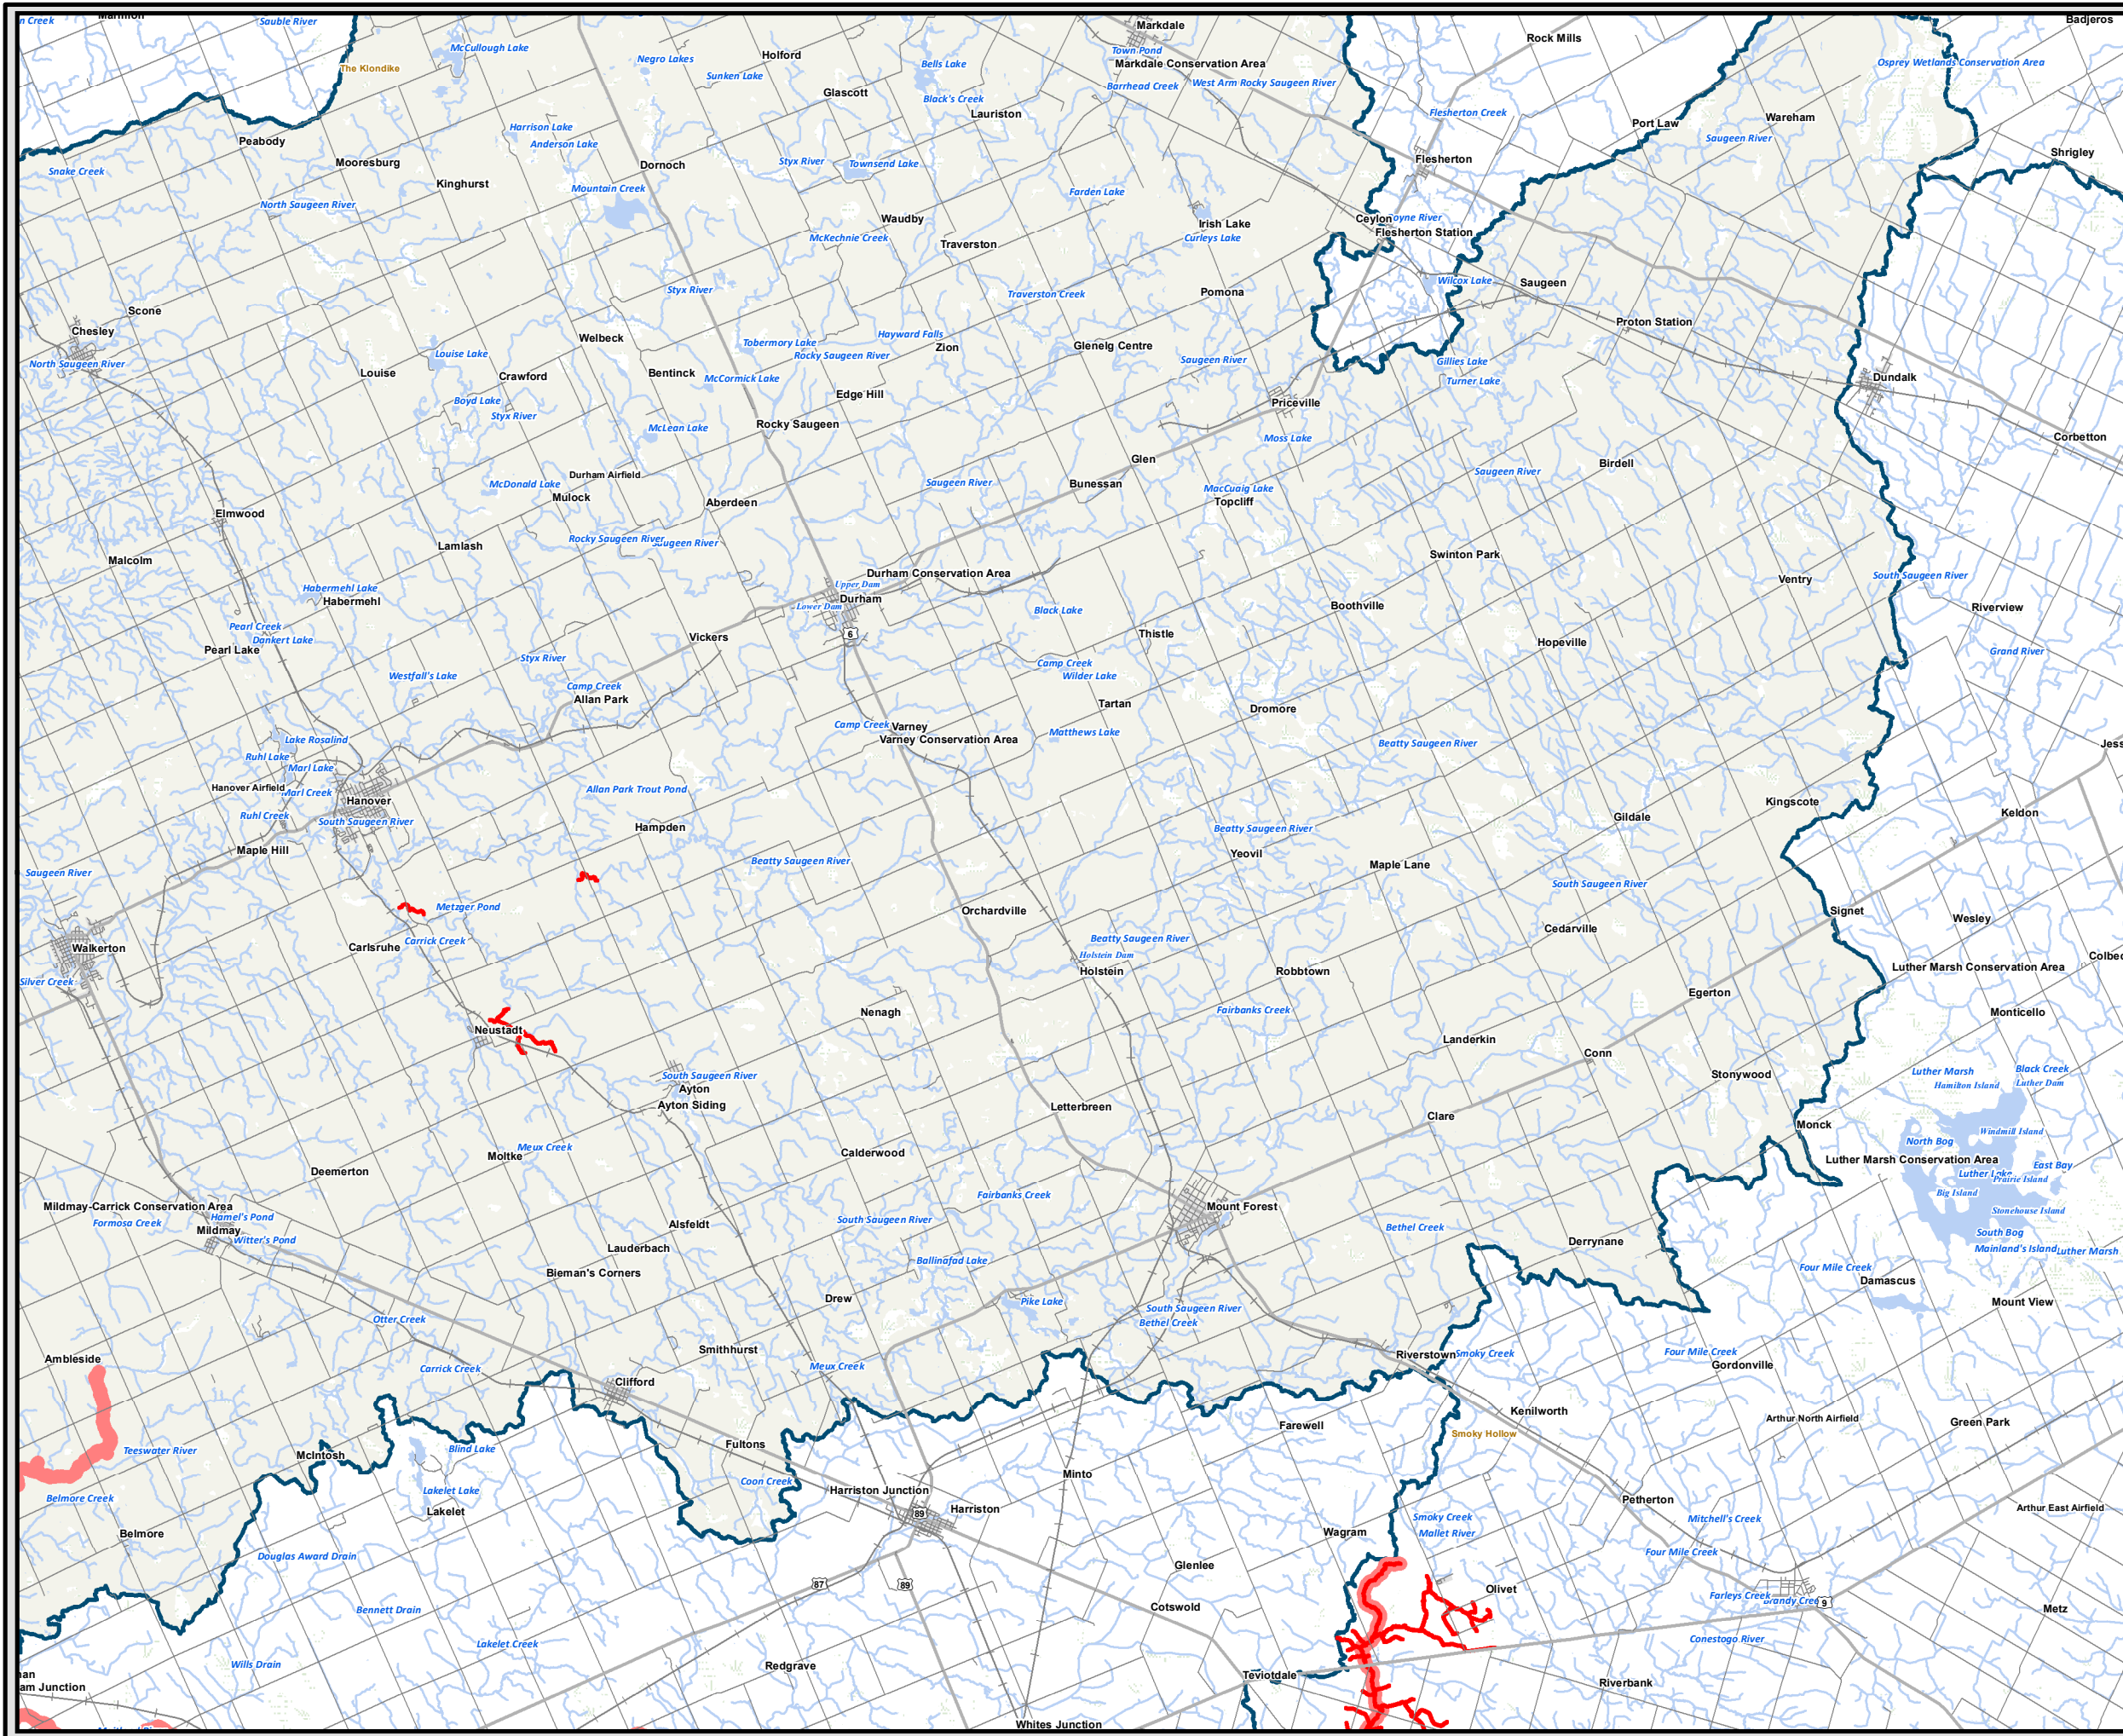 Sauble River
McCullough Lake
The Klondike
Negro Lakes
Holford
Sunken Lake
Bells Lake
Glascott
Black's Creek
Lauriston
Markdale
Town Pond
Markdale Conservation Area
Barrhead Creek
West Arm Rocky Saugeen River
Rock Mills
Flesherton Creek
Badjeros
Osprey Wetlands Conservation Area
Port Law
Wareham
Saugeen River
Shrigley
Peabody
Mooresburg
Snake Creek
Kinghurst
North Saugeen River
Harrison Lake
Anderson Lake
Mountain Creek
Dornoch
Styx River
Townsend Lake
Waudby
McKechnie Creek
Traverston
Farden Lake
Irish Lake
Curleys Lake
Flesherton
Ceylon
Flesherton Station
Wilcox Lake
Saugeen
Scone
Chesley
North Saugeen River
Louise Lake
Louise
Welbeck
Crawford
Boyd Lake
Styx River
Styx River
Bentinck
McCormick Lake
Tobermory Lake
Rocky Saugeen River
Hayward Falls
Zion
Traverston Creek
Pomona
Glenelg Centre
Saugeen River
Edge Hill
Rocky Saugeen
McLean Lake
Priceville
Moss Lake
Gillies Lake
Turner Lake
Proton Station
Dundalk
Corbetton
Durham Airfield
McDonald Lake
Mulock
Aberdeen
Saugeen River
Glen
Bunessan
MacCuaig Lake
Topcliff
Saugeen River
Birdell
Elmwood
Malcolm
Lamlash
Rocky Saugeen River
Saugeen River
Durham Conservation Area
Upper Dam
Durham
Lower Dam
6
Black Lake
Swinton Park
Boothville
Ventry
South Saugeen River
Riverview
Grand River
Habermehl Lake
Habermehl
Pearl Creek
Dankert Lake
Pearl Lake
Westfall's Lake
Styx River
Camp Creek
Allan Park
Vickers
Thistle
Camp Creek
Wilder Lake
Hopeville
Tartan
Dromore
Camp Creek
Varney
Varney Conservation Area
Matthews Lake
Beatty Saugeen River
Lake Rosalind
Ruhl Lake
Marl Lake
Hanover Airfield
Marl Creek
Hanover
Ruhl Creek
South Saugeen River
Maple Hill
Allan Park Trout Pond
Hampden
Beatty Saugeen River
Beatty Saugeen River
Yeovil
Maple Lane
Gildale
Kingscote
Keldon
Saugeen River
Metzger Pond
Walkerton
Carlsruhe
Carrick Creek
Silver Creek
Orchardville
Beatty Saugeen River
Holstein Dam
Holstein
Robbtown
South Saugeen River
Cedarville
Signet
Wesley
Luther Marsh Conservation Area
Egerton
Monticello
Neustadt
Nenagh
Fairbanks Creek
Landerkin
Conn
Stonywood
South Saugeen River
Ayton
Ayton Siding
Letterbreen
Clare
Luther Marsh
Black Creek
Hamilton Island
Luther Dam
Monck
Windmill Island
North Bog
Luther Marsh Conservation Area
Luther Lake
East Bay
Prairie Island
Big Island
Stonehouse Island
South Bog
Mainland's Island
Luther Marsh
Meux Creek
Moltke
Deemerton
Calderwood
Mildmay-Carrick Conservation Area
Formosa Creek
Hamel's Pond
Mildmay
Witter's Pond
Fairbanks Creek
South Saugeen River
Alsfeldt
Lauderbach
Bieman's Corners
Mount Forest
Bethel Creek
Derrynane
Four Mile Creek
Damascus
Mount View
Ballinafad Lake
Drew
Pike Lake
South Saugeen River
Bethel Creek
Otter Creek
Ambleside
Carrick Creek
Smithhurst
Meux Creek
Clifford
Riverstown
Smoky Creek
Four Mile Creek
Gordonville
Kenilworth
Farewell
Smoky Hollow
Arthur North Airfield
Green Park
Teeswater River
McIntosh
Blind Lake
Fultons
Coon Creek
Minto
Belmore Creek
Lakelet Lake
Lakelet
Harriston Junction
Harriston
89
Belmore
Wagram
Smoky Creek
Mallet River
Petherton
Mitchell's Creek
Arthur East Airfield
Douglas Award Drain
Glenlee
Four Mile Creek
87
89
Olivet
Farleys Creek
9
Metz
Bennett Drain
Cotswold
Lakelet Creek
Conestogo River
Wills Drain
Redgrave
Teviotdale
Riverbank
Whites Junction